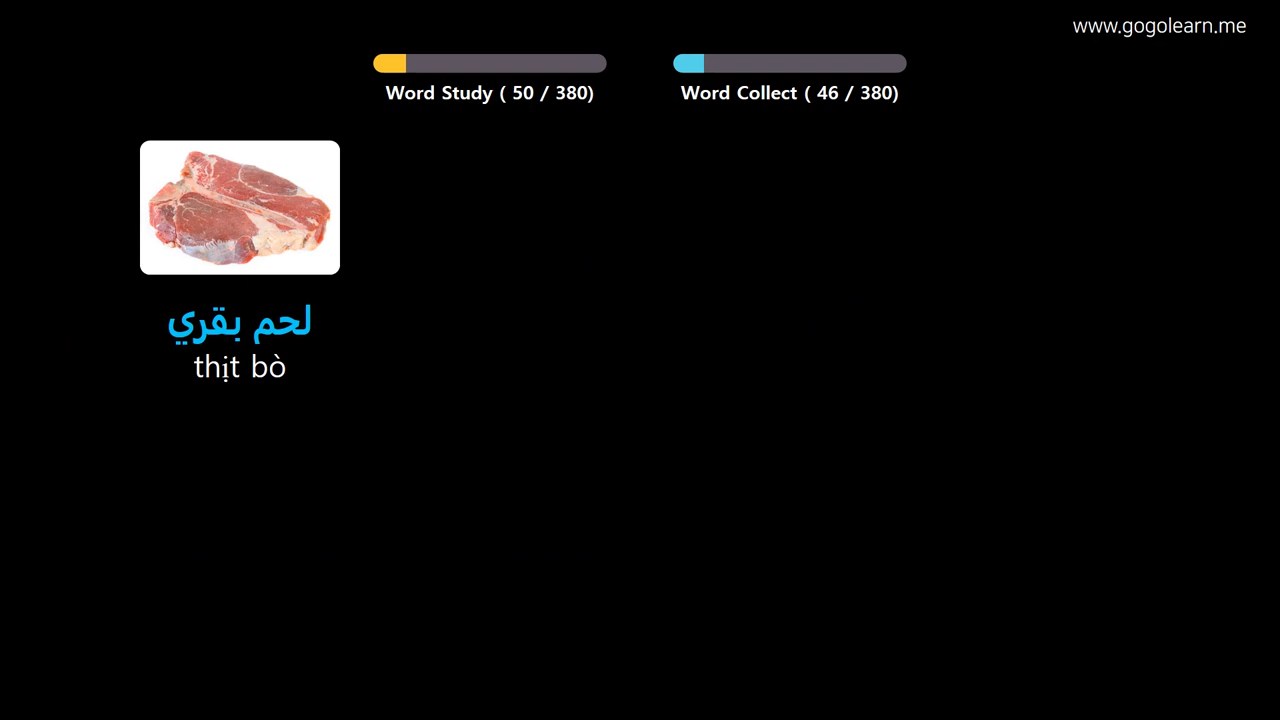 www.gogolearn.me
Word Study ( 50 / 380)
Word Collect ( 46 / 380)
لحم بقري
thịt bò